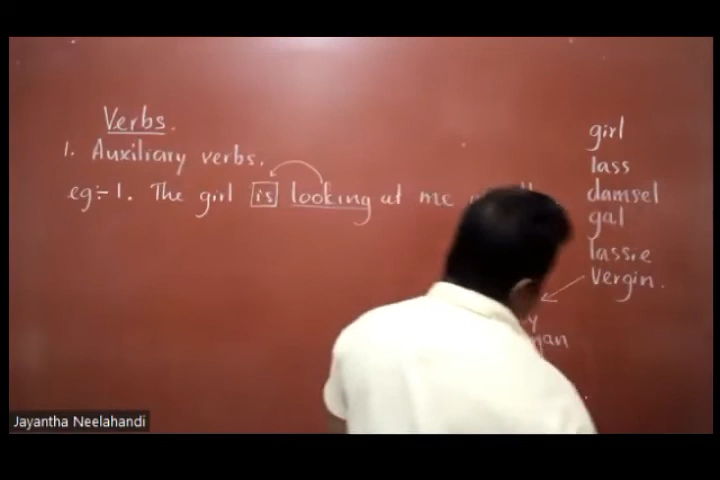 Verbs.
1. Auxiliary verbs.
eg:- 1. The girl is looking at me
girl
lass
damsel
gal
lassie
Vergin.
Jayantha Neelahandi